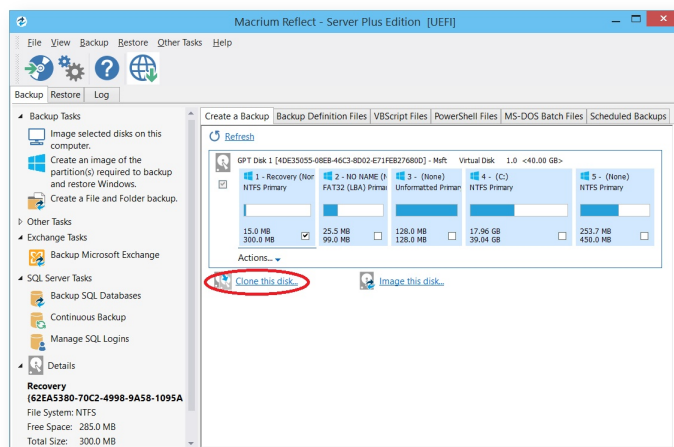 Macrium Reflect - Server Plus Edition [UEFI]
File View Backup Restore Other Tasks Help
Backup Restore Log
Backup Tasks
Image selected disks on this
computer.
Create an image of the
partition(s) required to backup
and restore Windows.
Create a File and Folder backup.
Other Tasks
Exchange Tasks
Backup Microsoft Exchange
SQL Server Tasks
Backup SQL Databases
Continuous Backup
Manage SQL Logins
Details
Recovery
(62EA5380-70C2-4998-9A58-1095A
File System: NTFS
Free Space: 285.0 MB
Total Size: 300.0 MB
Create a Backup Backup Definition Files VBScript Files PowerShell Files MS-DOS Batch Files Scheduled Backups
Refresh
GPT Disk 1 [4DE35055-08EB-46C3-8D02-E71FEB27680D] - Msft Virtual Disk 1.0 <40.00 GB>
1 - Recovery (Nor
NTFS Primary
15.0 MB
300.0 MB
2 - NO NAME (N
FAT32 (LBA) Primar
25.5 MB
99.0 MB
3 - (None)
Unformatted Primary
128.0 MB
128.0 MB
4 - (C:)
NTFS Primary
17.96 GB
39.04 GB
5 - (None)
NTFS Primary
253.7 MB
450.0 MB
Actions...
Clone this disk... Image this disk...